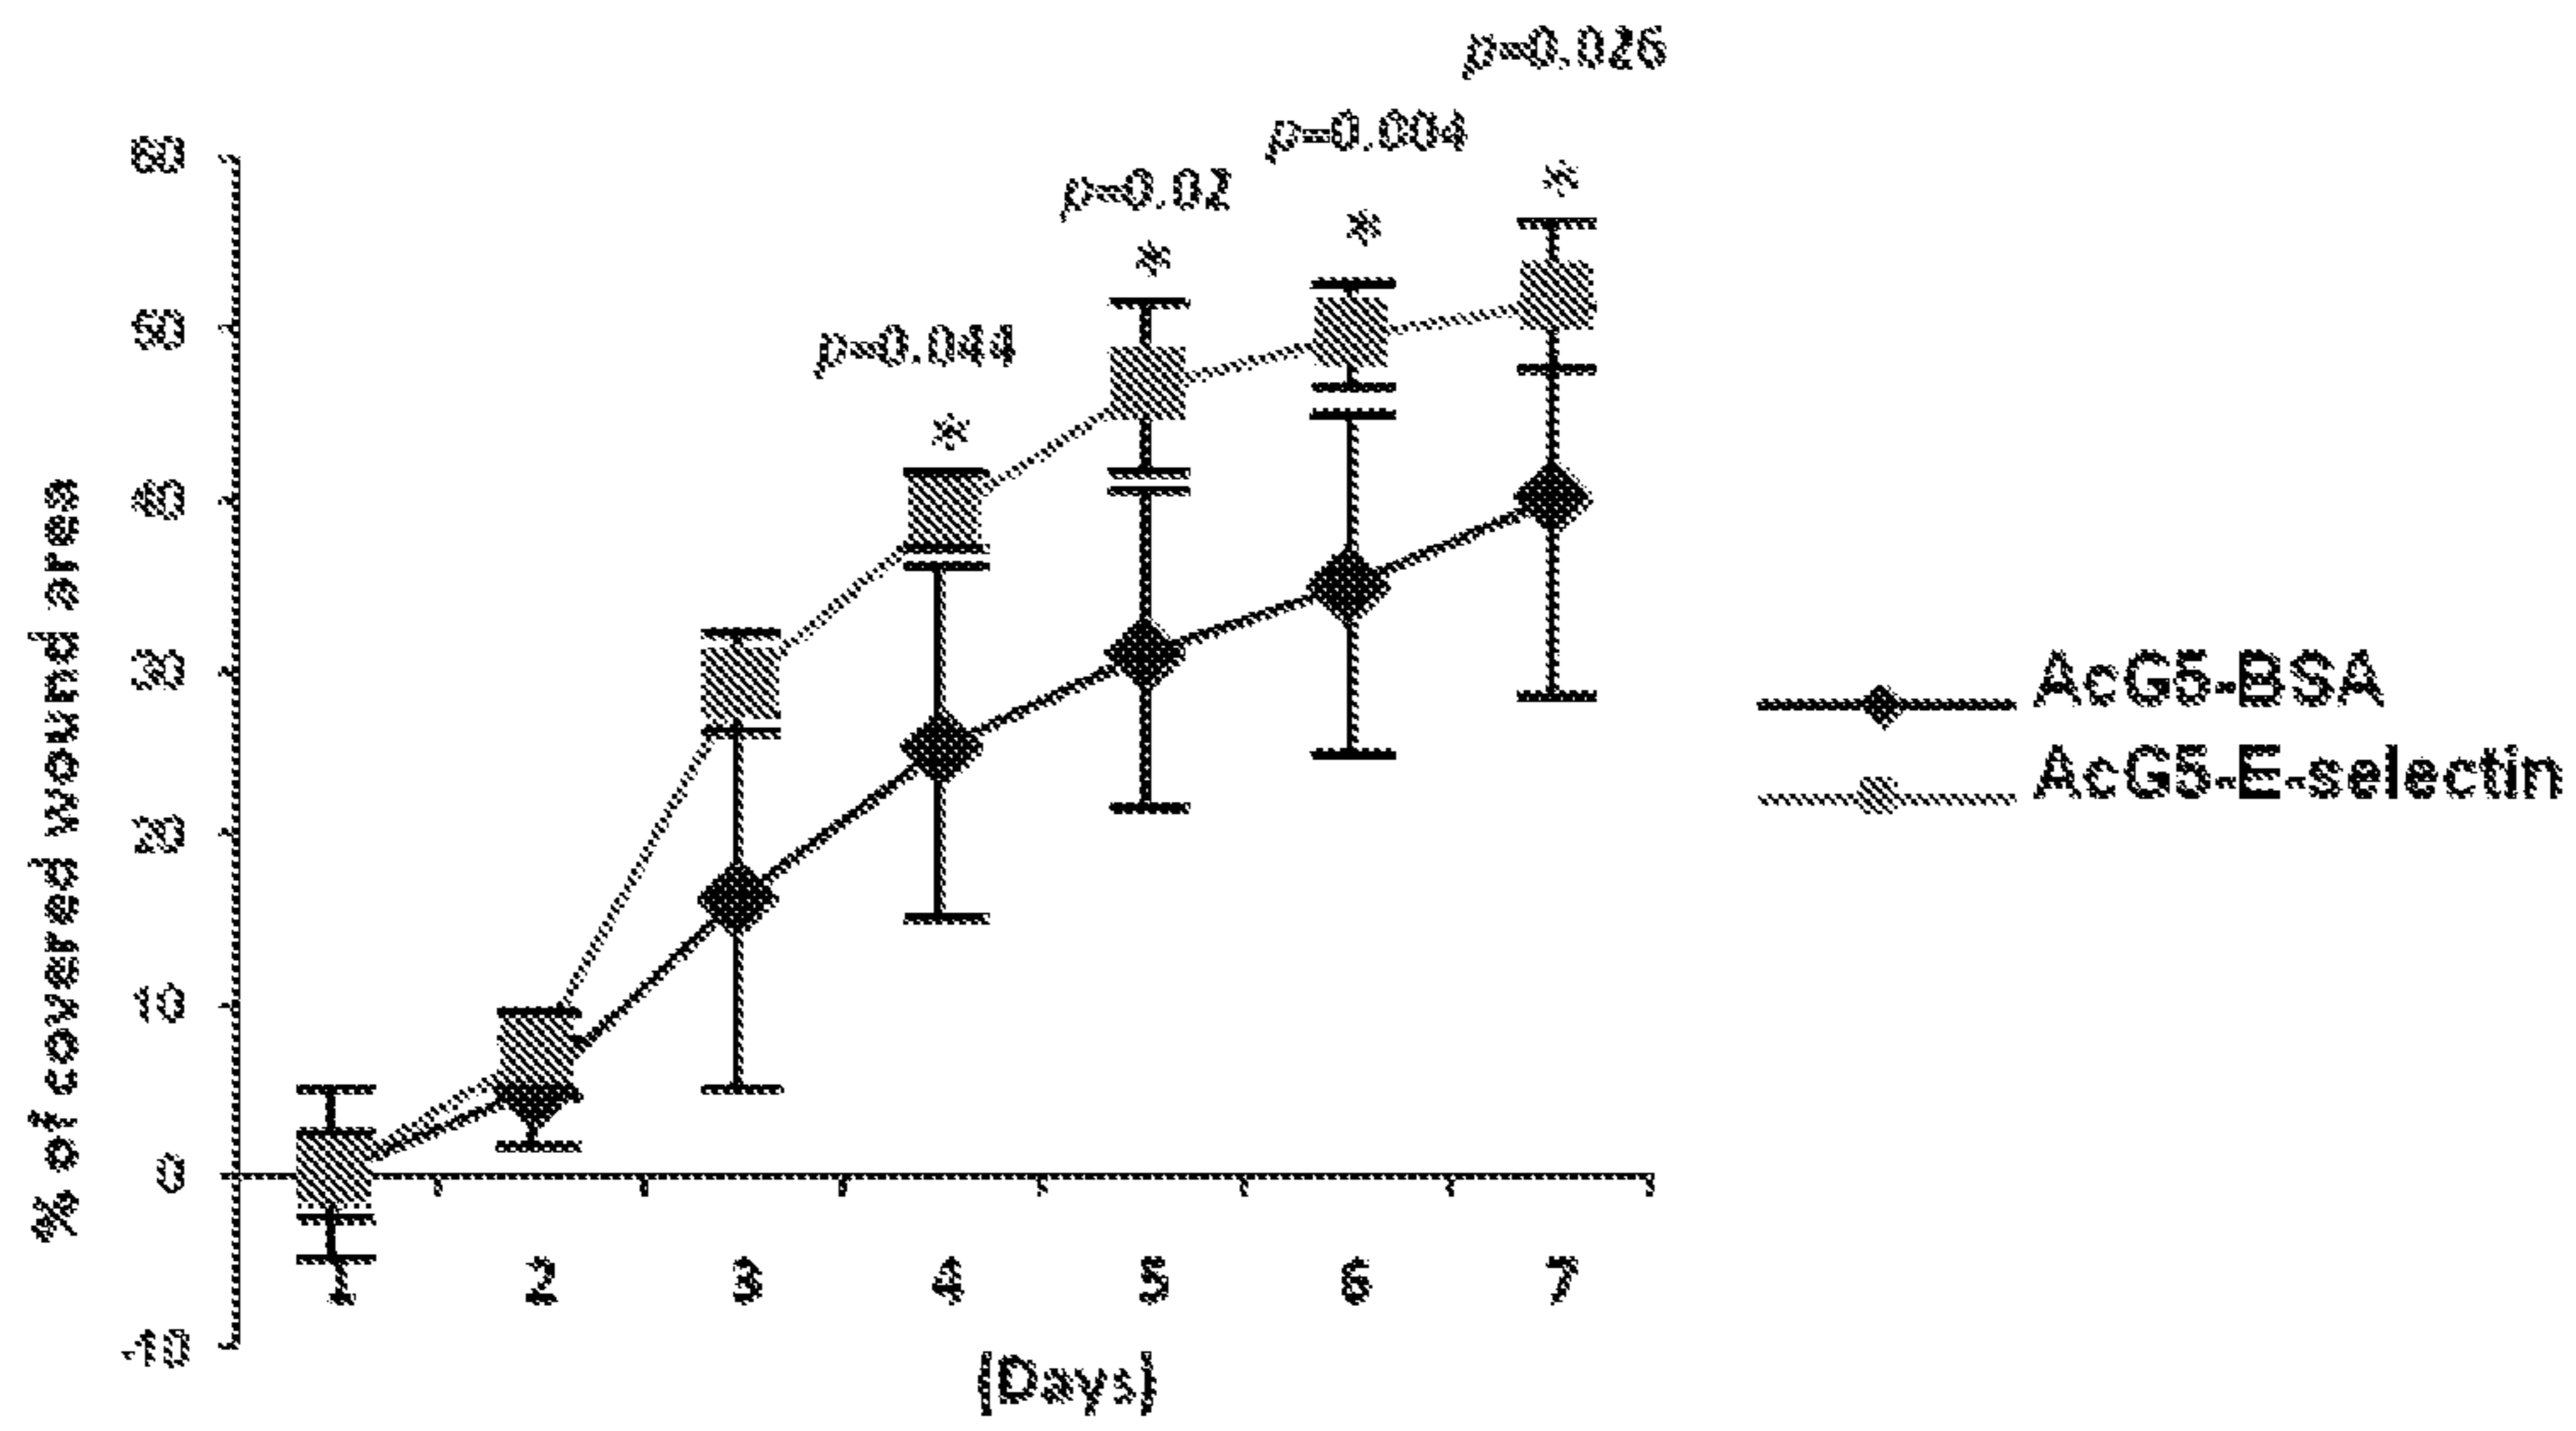 p=0.026
p=0.004
p=0.02
p=0.044
*
*
*
*
60
50
40
30
20
10
0
-10
% of covered wound area
1 2 3 4 5 6 7
(Days)
AcG5-BSA
AcG5-E-selectin